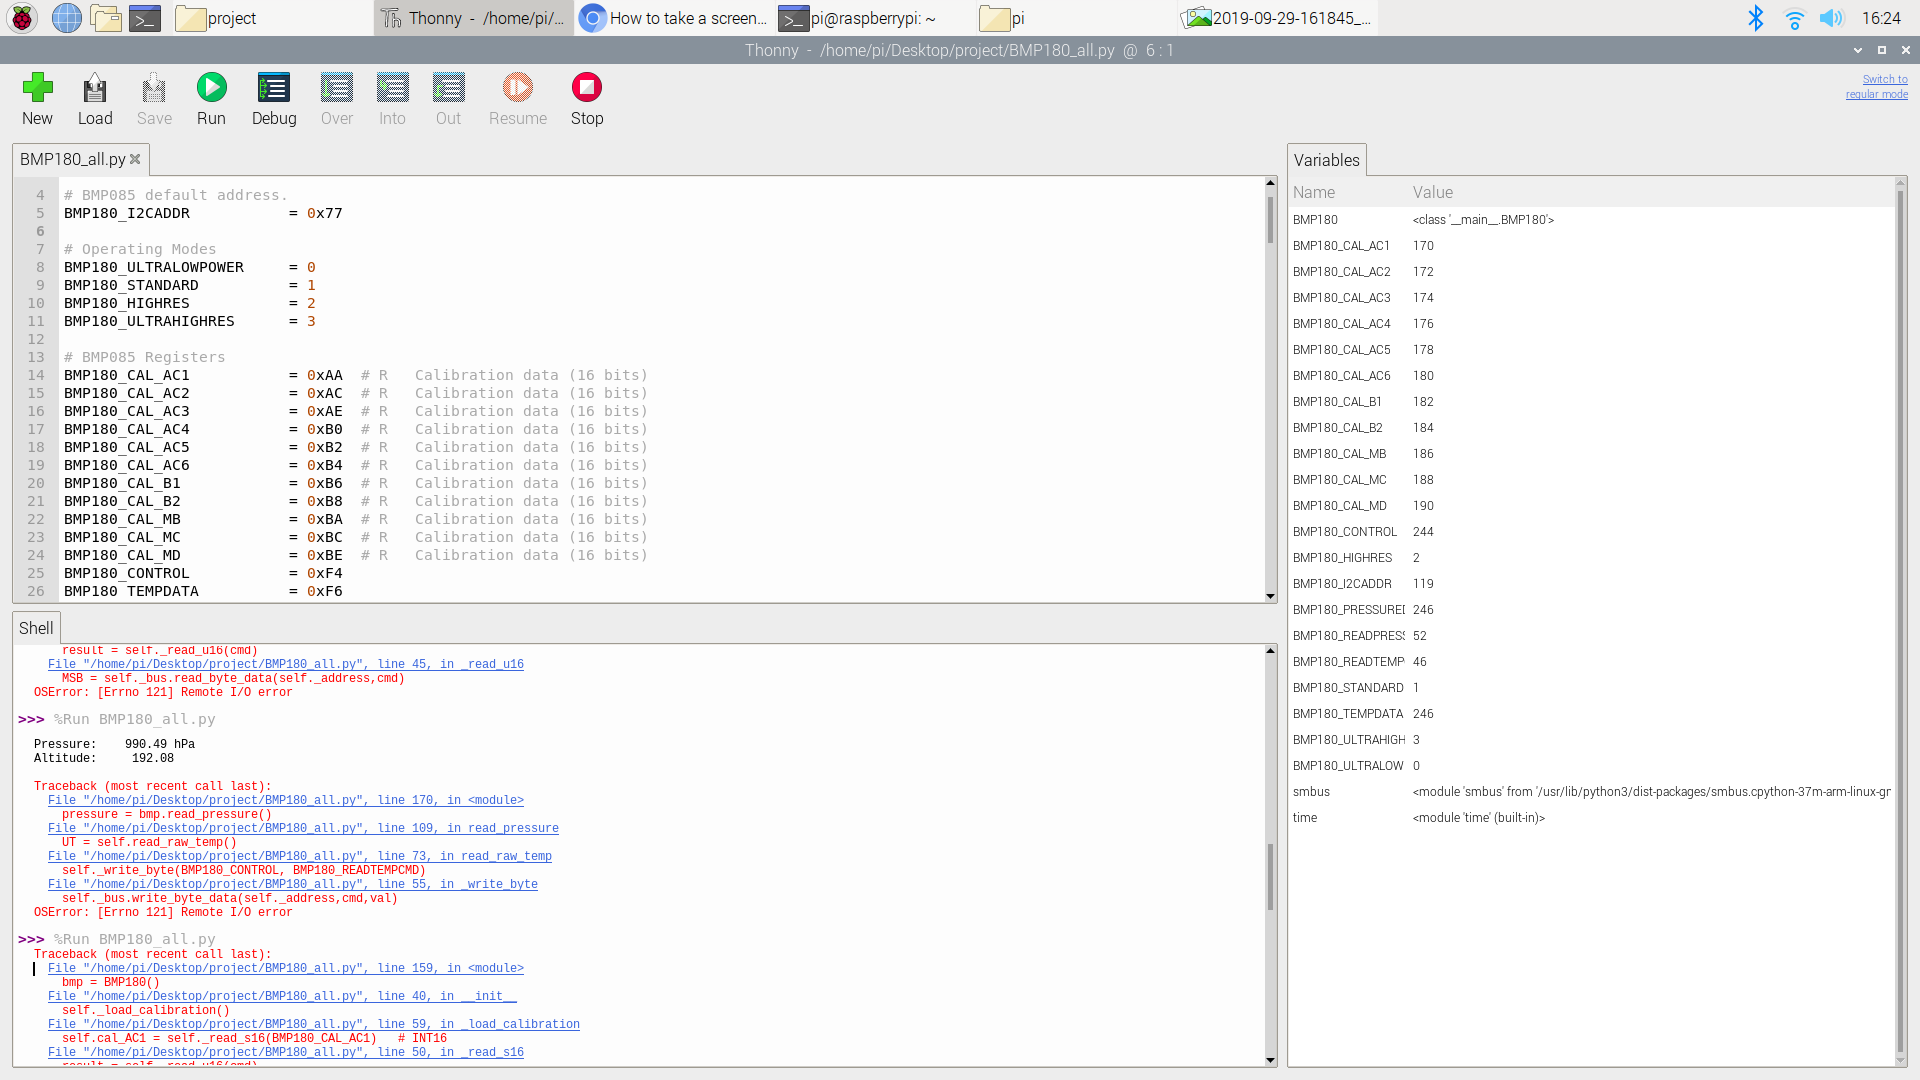 project
Thonny  -  /home/pi/...
How to take a screen...
pi@raspberrypi: ~
pi
2019-09-29-161845_...
16:24
Thonny  -  /home/pi/Desktop/project/BMP180_all.py  @  6 : 1
New
Load
Save
Run
Debug
Over
Into
Out
Resume
Stop
Switch to
regular mode
BMP180_all.py
4 # BMP085 default address.
5 BMP180_I2CADDR           = 0x77
6
7 # Operating Modes
8 BMP180_ULTRALOWPOWER     = 0
9 BMP180_STANDARD          = 1
10 BMP180_HIGHRES           = 2
11 BMP180_ULTRAHIGHRES      = 3
12
13 # BMP085 Registers
14 BMP180_CAL_AC1           = 0xAA  # R   Calibration data (16 bits)
15 BMP180_CAL_AC2           = 0xAC  # R   Calibration data (16 bits)
16 BMP180_CAL_AC3           = 0xAE  # R   Calibration data (16 bits)
17 BMP180_CAL_AC4           = 0xB0  # R   Calibration data (16 bits)
18 BMP180_CAL_AC5           = 0xB2  # R   Calibration data (16 bits)
19 BMP180_CAL_AC6           = 0xB4  # R   Calibration data (16 bits)
20 BMP180_CAL_B1            = 0xB6  # R   Calibration data (16 bits)
21 BMP180_CAL_B2            = 0xB8  # R   Calibration data (16 bits)
22 BMP180_CAL_MB            = 0xBA  # R   Calibration data (16 bits)
23 BMP180_CAL_MC            = 0xBC  # R   Calibration data (16 bits)
24 BMP180_CAL_MD            = 0xBE  # R   Calibration data (16 bits)
25 BMP180_CONTROL           = 0xF4
26 BMP180_TEMPDATA          = 0xF6
Shell
result = self._read_u16(cmd)
File "/home/pi/Desktop/project/BMP180_all.py", line 45, in _read_u16
MSB = self._bus.read_byte_data(self._address,cmd)
OSError: [Errno 121] Remote I/O error
>>> %Run BMP180_all.py
Pressure:    990.49 hPa
Altitude:     192.08
Traceback (most recent call last):
File "/home/pi/Desktop/project/BMP180_all.py", line 170, in <module>
pressure = bmp.read_pressure()
File "/home/pi/Desktop/project/BMP180_all.py", line 109, in read_pressure
UT = self.read_raw_temp()
File "/home/pi/Desktop/project/BMP180_all.py", line 73, in read_raw_temp
self._write_byte(BMP180_CONTROL, BMP180_READTEMPCMD)
File "/home/pi/Desktop/project/BMP180_all.py", line 55, in _write_byte
self._bus.write_byte_data(self._address,cmd,val)
OSError: [Errno 121] Remote I/O error
>>> %Run BMP180_all.py
Traceback (most recent call last):
File "/home/pi/Desktop/project/BMP180_all.py", line 159, in <module>
bmp = BMP180()
File "/home/pi/Desktop/project/BMP180_all.py", line 40, in __init__
self._load_calibration()
File "/home/pi/Desktop/project/BMP180_all.py", line 59, in _load_calibration
self.cal_AC1 = self._read_s16(BMP180_CAL_AC1)   # INT16
File "/home/pi/Desktop/project/BMP180_all.py", line 50, in _read_s16
result = self._read_u16(cmd)
Variables
Name Value
BMP180 <class '__main__.BMP180'>
BMP180_CAL_AC1 170
BMP180_CAL_AC2 172
BMP180_CAL_AC3 174
BMP180_CAL_AC4 176
BMP180_CAL_AC5 178
BMP180_CAL_AC6 180
BMP180_CAL_B1 182
BMP180_CAL_B2 184
BMP180_CAL_MB 186
BMP180_CAL_MC 188
BMP180_CAL_MD 190
BMP180_CONTROL 244
BMP180_HIGHRES 2
BMP180_I2CADDR 119
BMP180_PRESSURED 246
BMP180_READPRESS 52
BMP180_READTEMP 46
BMP180_STANDARD 1
BMP180_TEMPDATA 246
BMP180_ULTRAHIGH 3
BMP180_ULTRALOW 0
smbus <module 'smbus' from '/usr/lib/python3/dist-packages/smbus.cpython-37m-arm-linux-gr
time <module 'time' (built-in)>